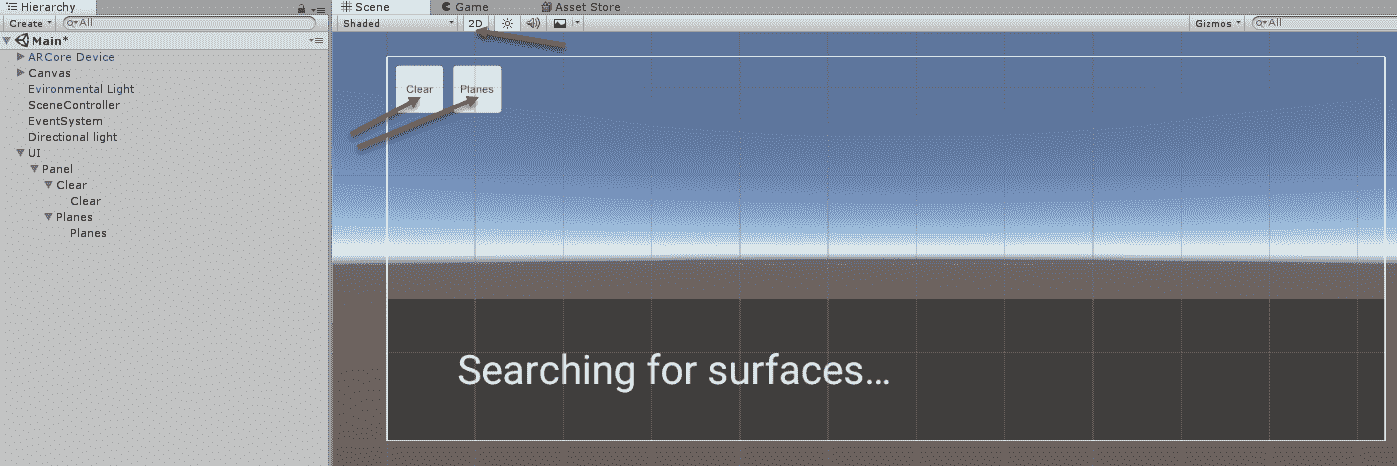 Hierarchy
Create
All
Main*
ARCore Device
Canvas
Evironmental Light
SceneController
EventSystem
Directional light
UI
Panel
Clear
Clear
Planes
Planes
Scene
Game
Asset Store
Shaded
2D
Gizmos
All
Clear
Planes
Searching for surfaces...